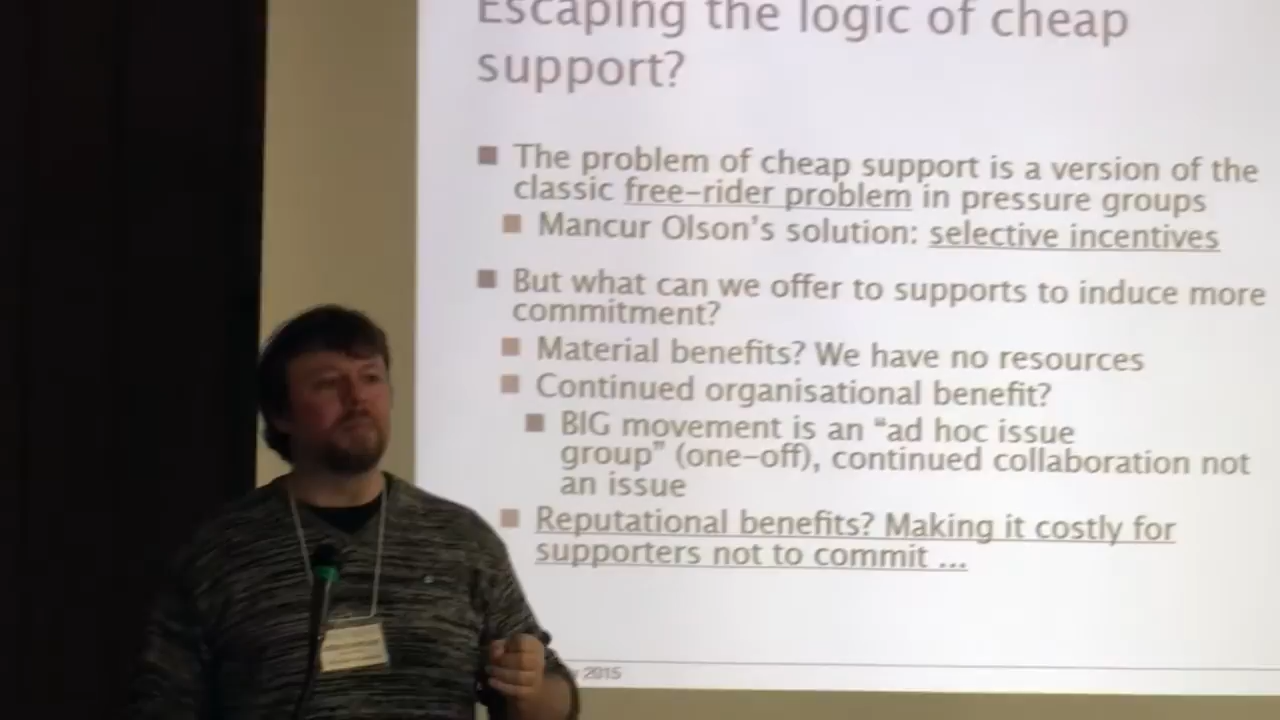 Escaping the logic of cheap
support?
The problem of cheap support is a version of the
classic free-rider problem in pressure groups
Mancur Olson's solution: selective incentives
But what can we offer to supports to induce more
commitment?
Material benefits? We have no resources
Continued organisational benefit?
BIG movement is an "ad hoc issue
group" (one-off), continued collaboration not
an issue
Reputational benefits? Making it costly for
supporters not to commit ...
2015